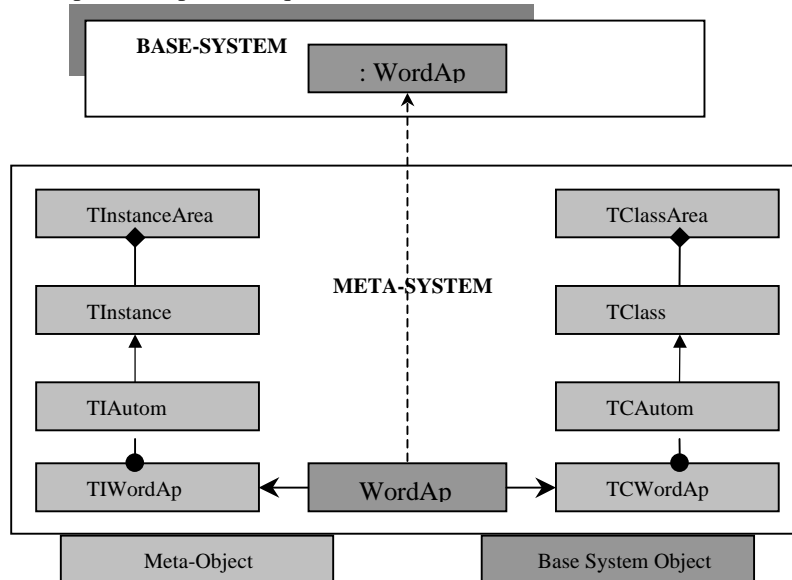 BASE-SYSTEM
: WordAp
TInstanceArea
TClassArea
META-SYSTEM
TInstance
TClass
TIAutom
TCAutom
TIWordAp
WordAp
TCWordAp
Meta-Object
Base System Object